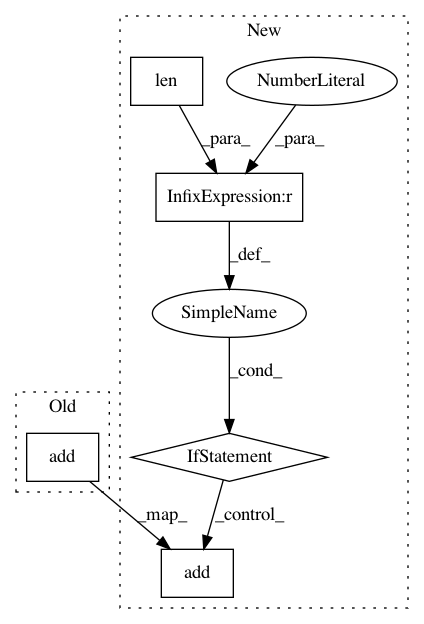 New
len
NumberLiteral
_para_
_para_
InfixExpression:r
_def_
SimpleName
_cond_
Old
add
IfStatement
_map_
_control_
add